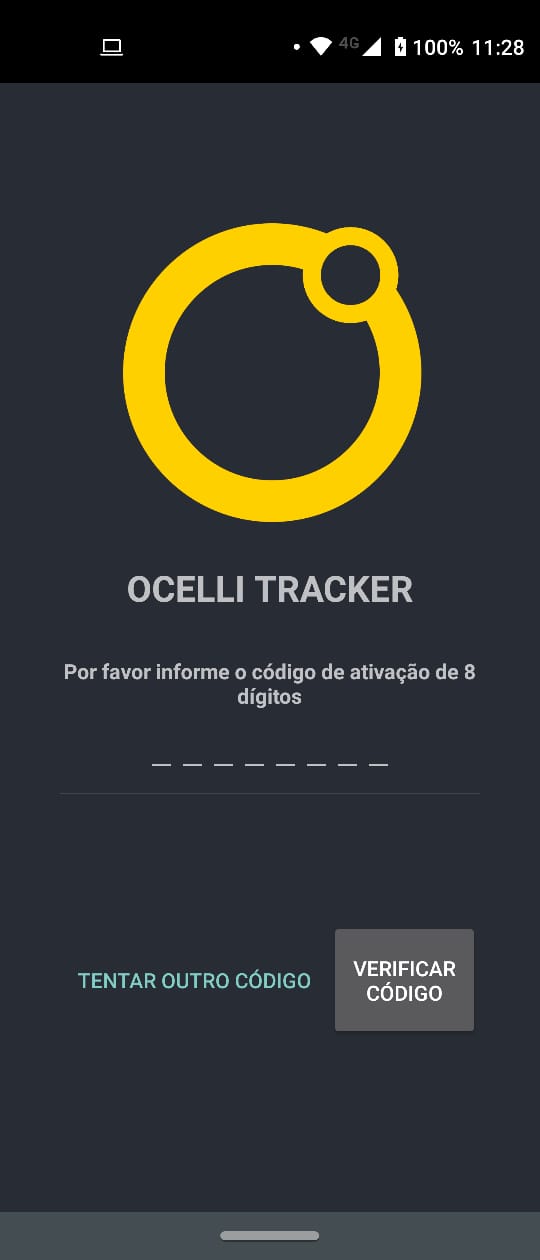 4G 100% 11:28
OCELLI TRACKER
Por favor informe o código de ativação de 8
dígitos
_ _ _ _ _ _ _ _
TENTAR OUTRO CÓDIGO
VERIFICAR
CÓDIGO